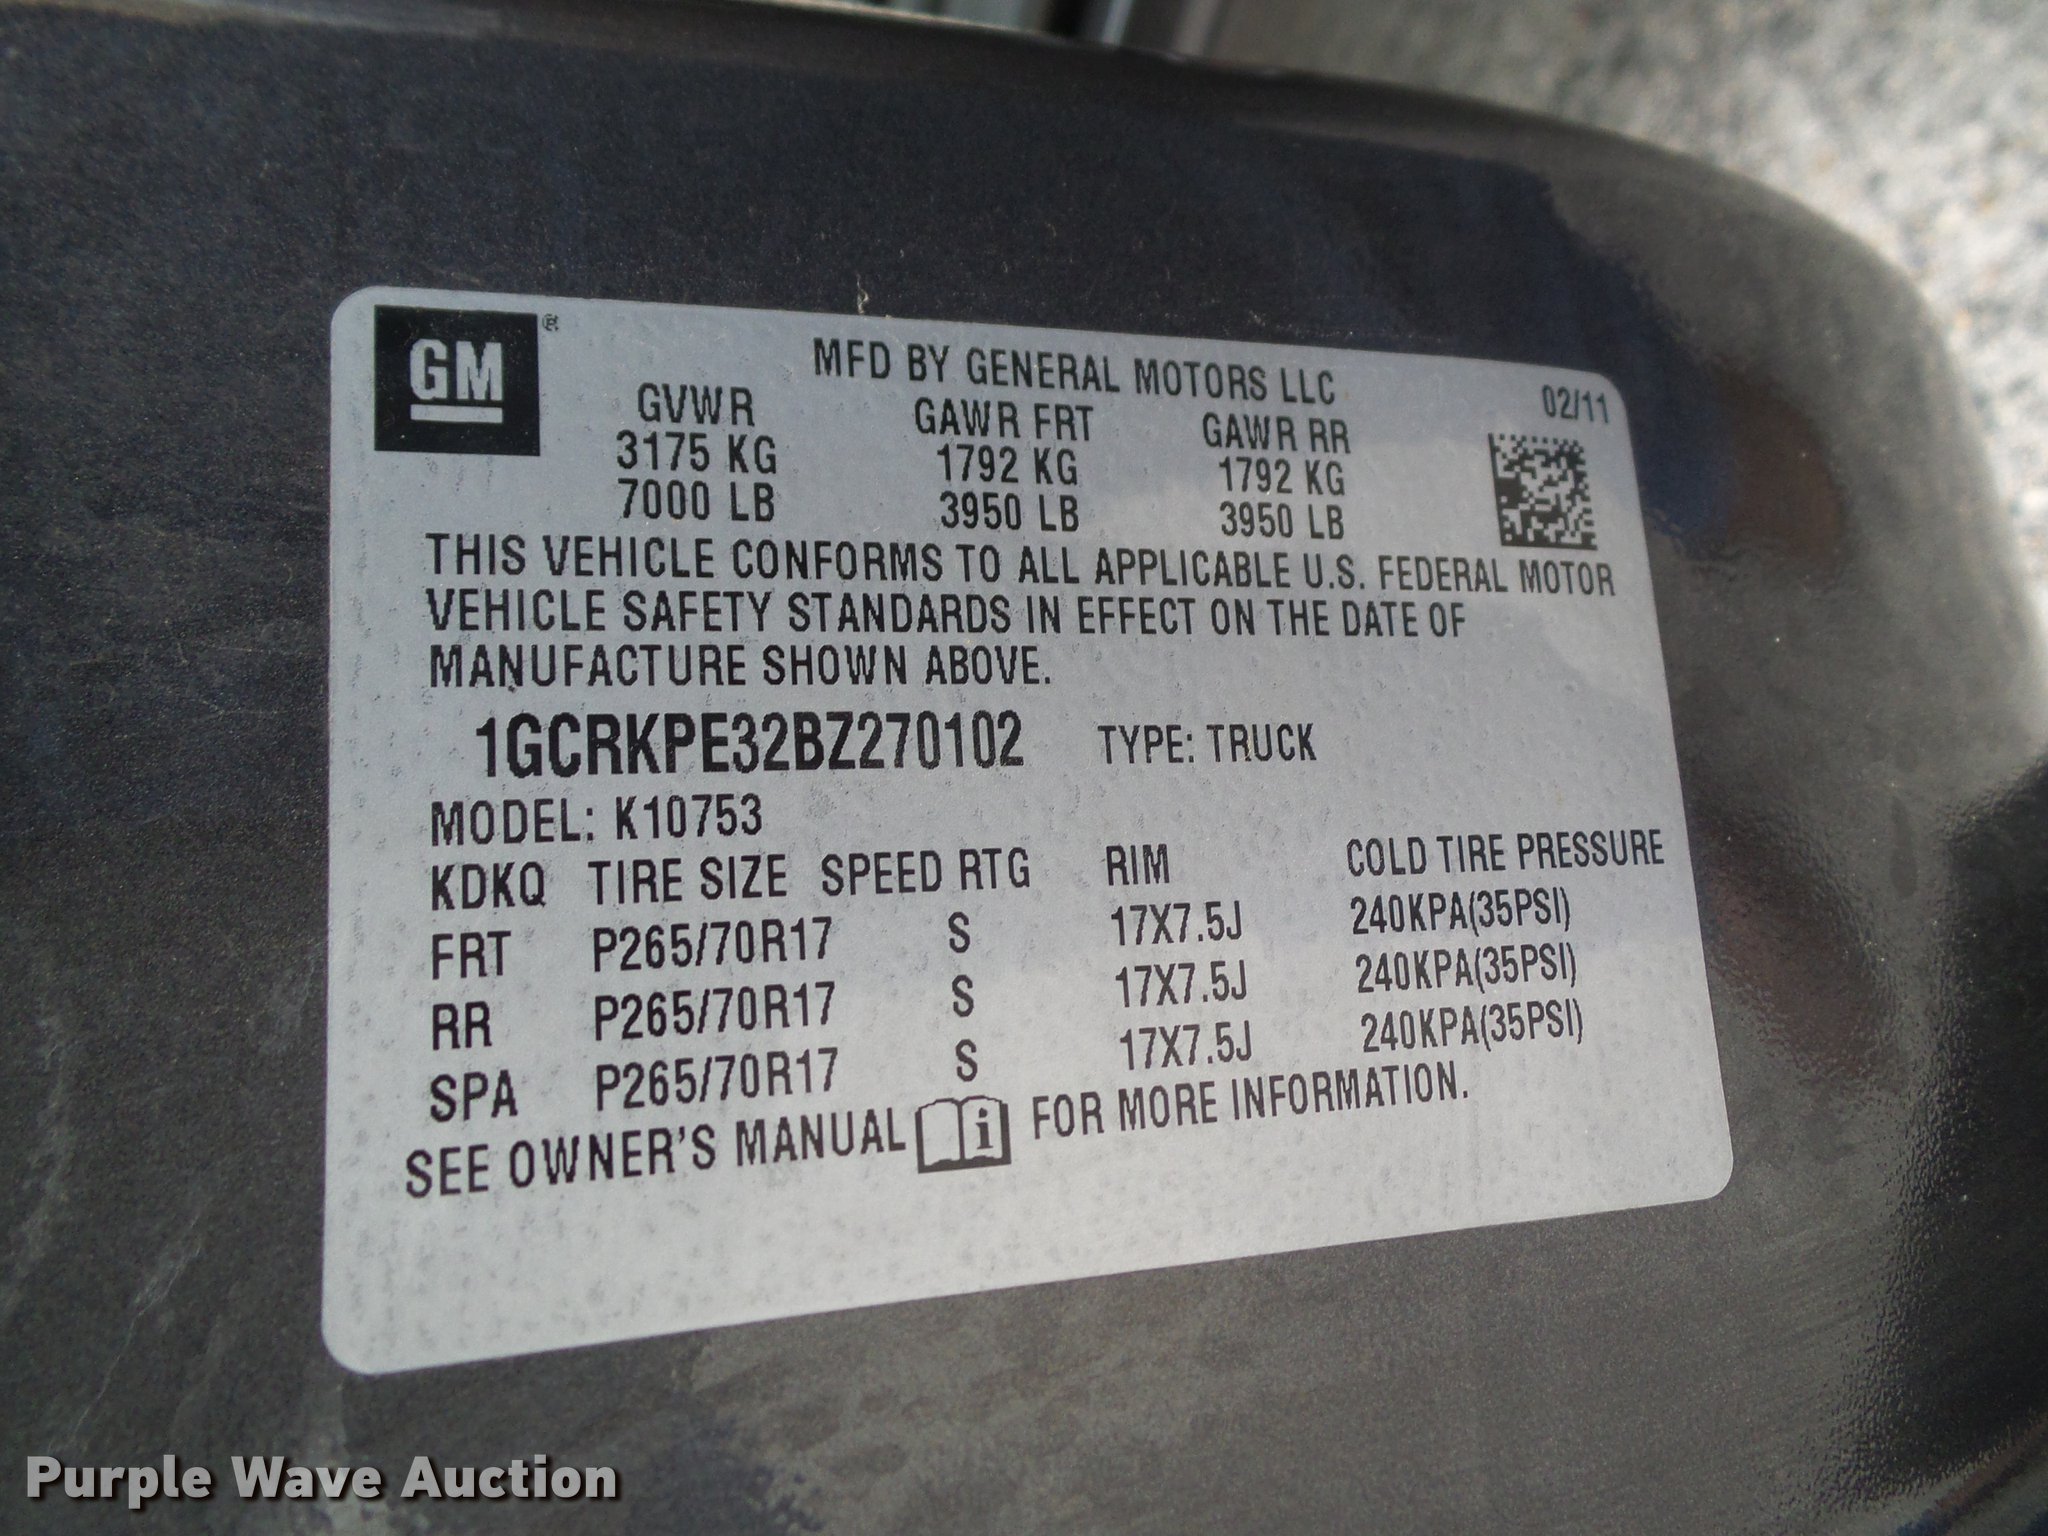 GM®
MFD BY GENERAL MOTORS LLC
02/11
GVWR GAWR FRT GAWR RR
3175 KG 1792 KG 1792 KG
7000 LB 3950 LB 3950 LB
THIS VEHICLE CONFORMS TO ALL APPLICABLE U.S. FEDERAL MOTOR
VEHICLE SAFETY STANDARDS IN EFFECT ON THE DATE OF
MANUFACTURE SHOWN ABOVE.
1GCRKPE32BZ270102 TYPE: TRUCK
MODEL: K10753
KDKQ TIRE SIZE SPEED RTG RIM COLD TIRE PRESSURE
FRT P265/70R17 S 17X7.5J 240KPA(35PSI)
RR P265/70R17 S 17X7.5J 240KPA(35PSI)
SPA P265/70R17 S 17X7.5J 240KPA(35PSI)
SEE OWNER'S MANUAL i FOR MORE INFORMATION.
Purple Wave Auction